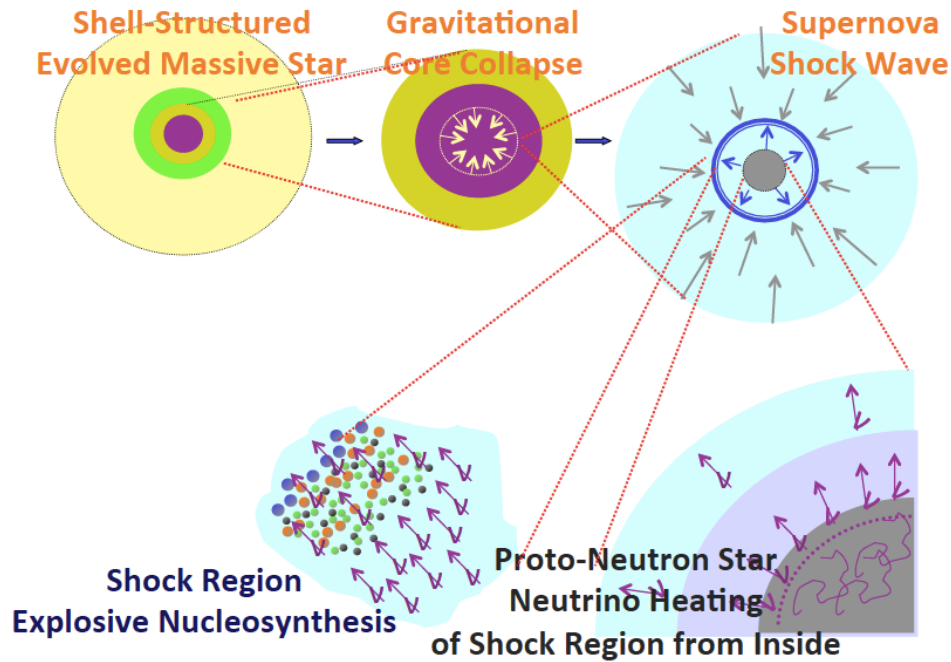 Shell-Structured
Evolved Massive Star
Gravitational
Core Collapse
Supernova
Shock Wave
Shock Region
Explosive Nucleosynthesis
Proto-Neutron Star
Neutrino Heating
of Shock Region from Inside